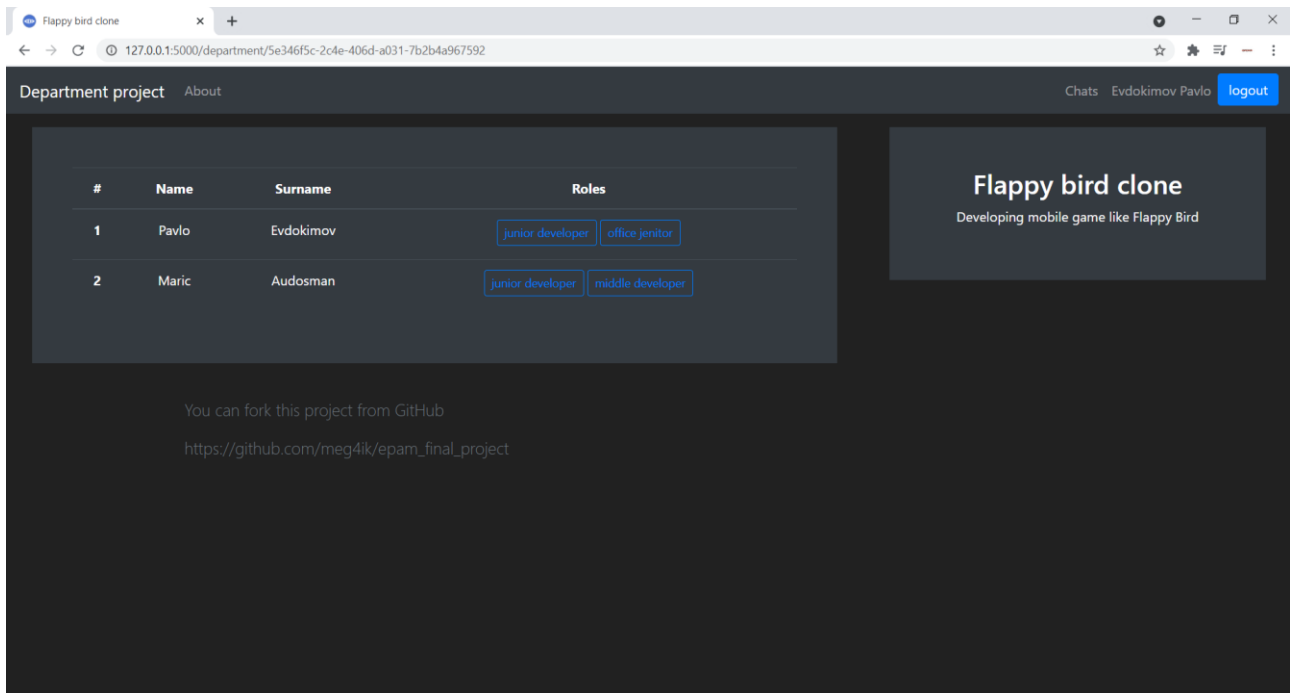 Flappy bird clone
127.0.0.1:5000/department/5e346f5c-2c4e-406d-a031-7b2b4a967592
Department project About Chats Evdokimov Pavlo logout
# Name Surname Roles
1 Pavlo Evdokimov junior developer office jenitor
2 Maric Audosman junior developer middle developer
Flappy bird clone
Developing mobile game like Flappy Bird
You can fork this project from GitHub
https://github.com/meg4ik/epam_final_project